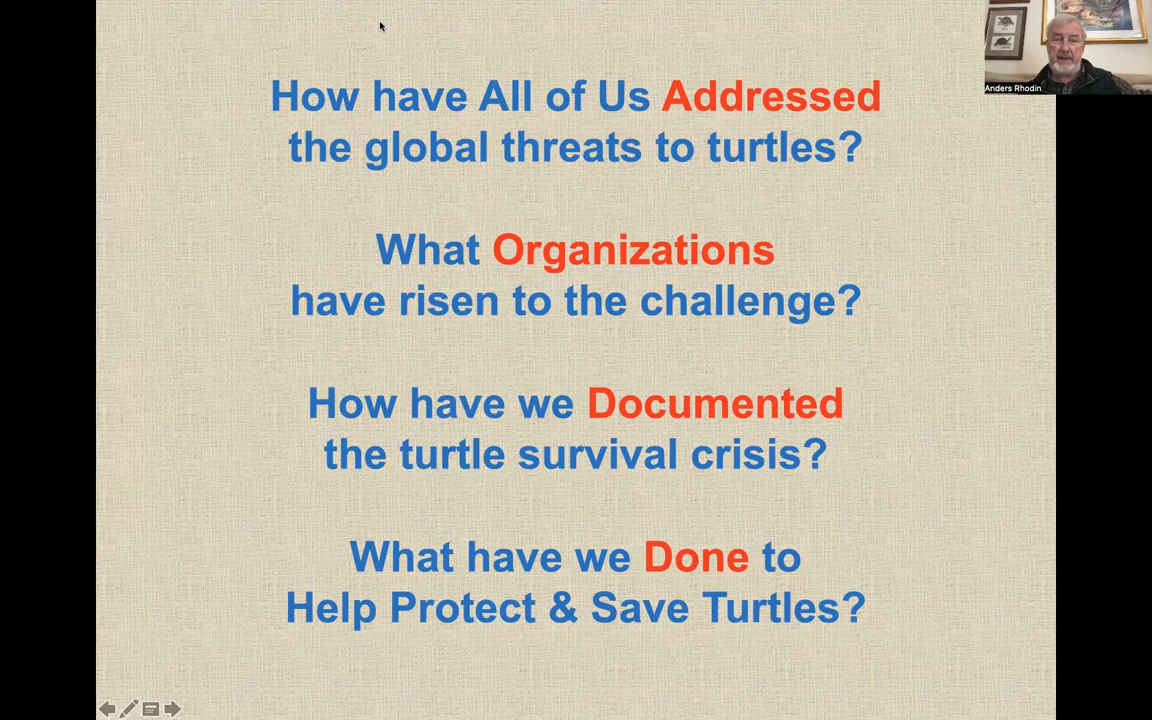 How have All of Us Addressed
the global threats to turtles?
What Organizations
have risen to the challenge?
How have we Documented
the turtle survival crisis?
What have we Done to
Help Protect & Save Turtles?
Anders Rhodin